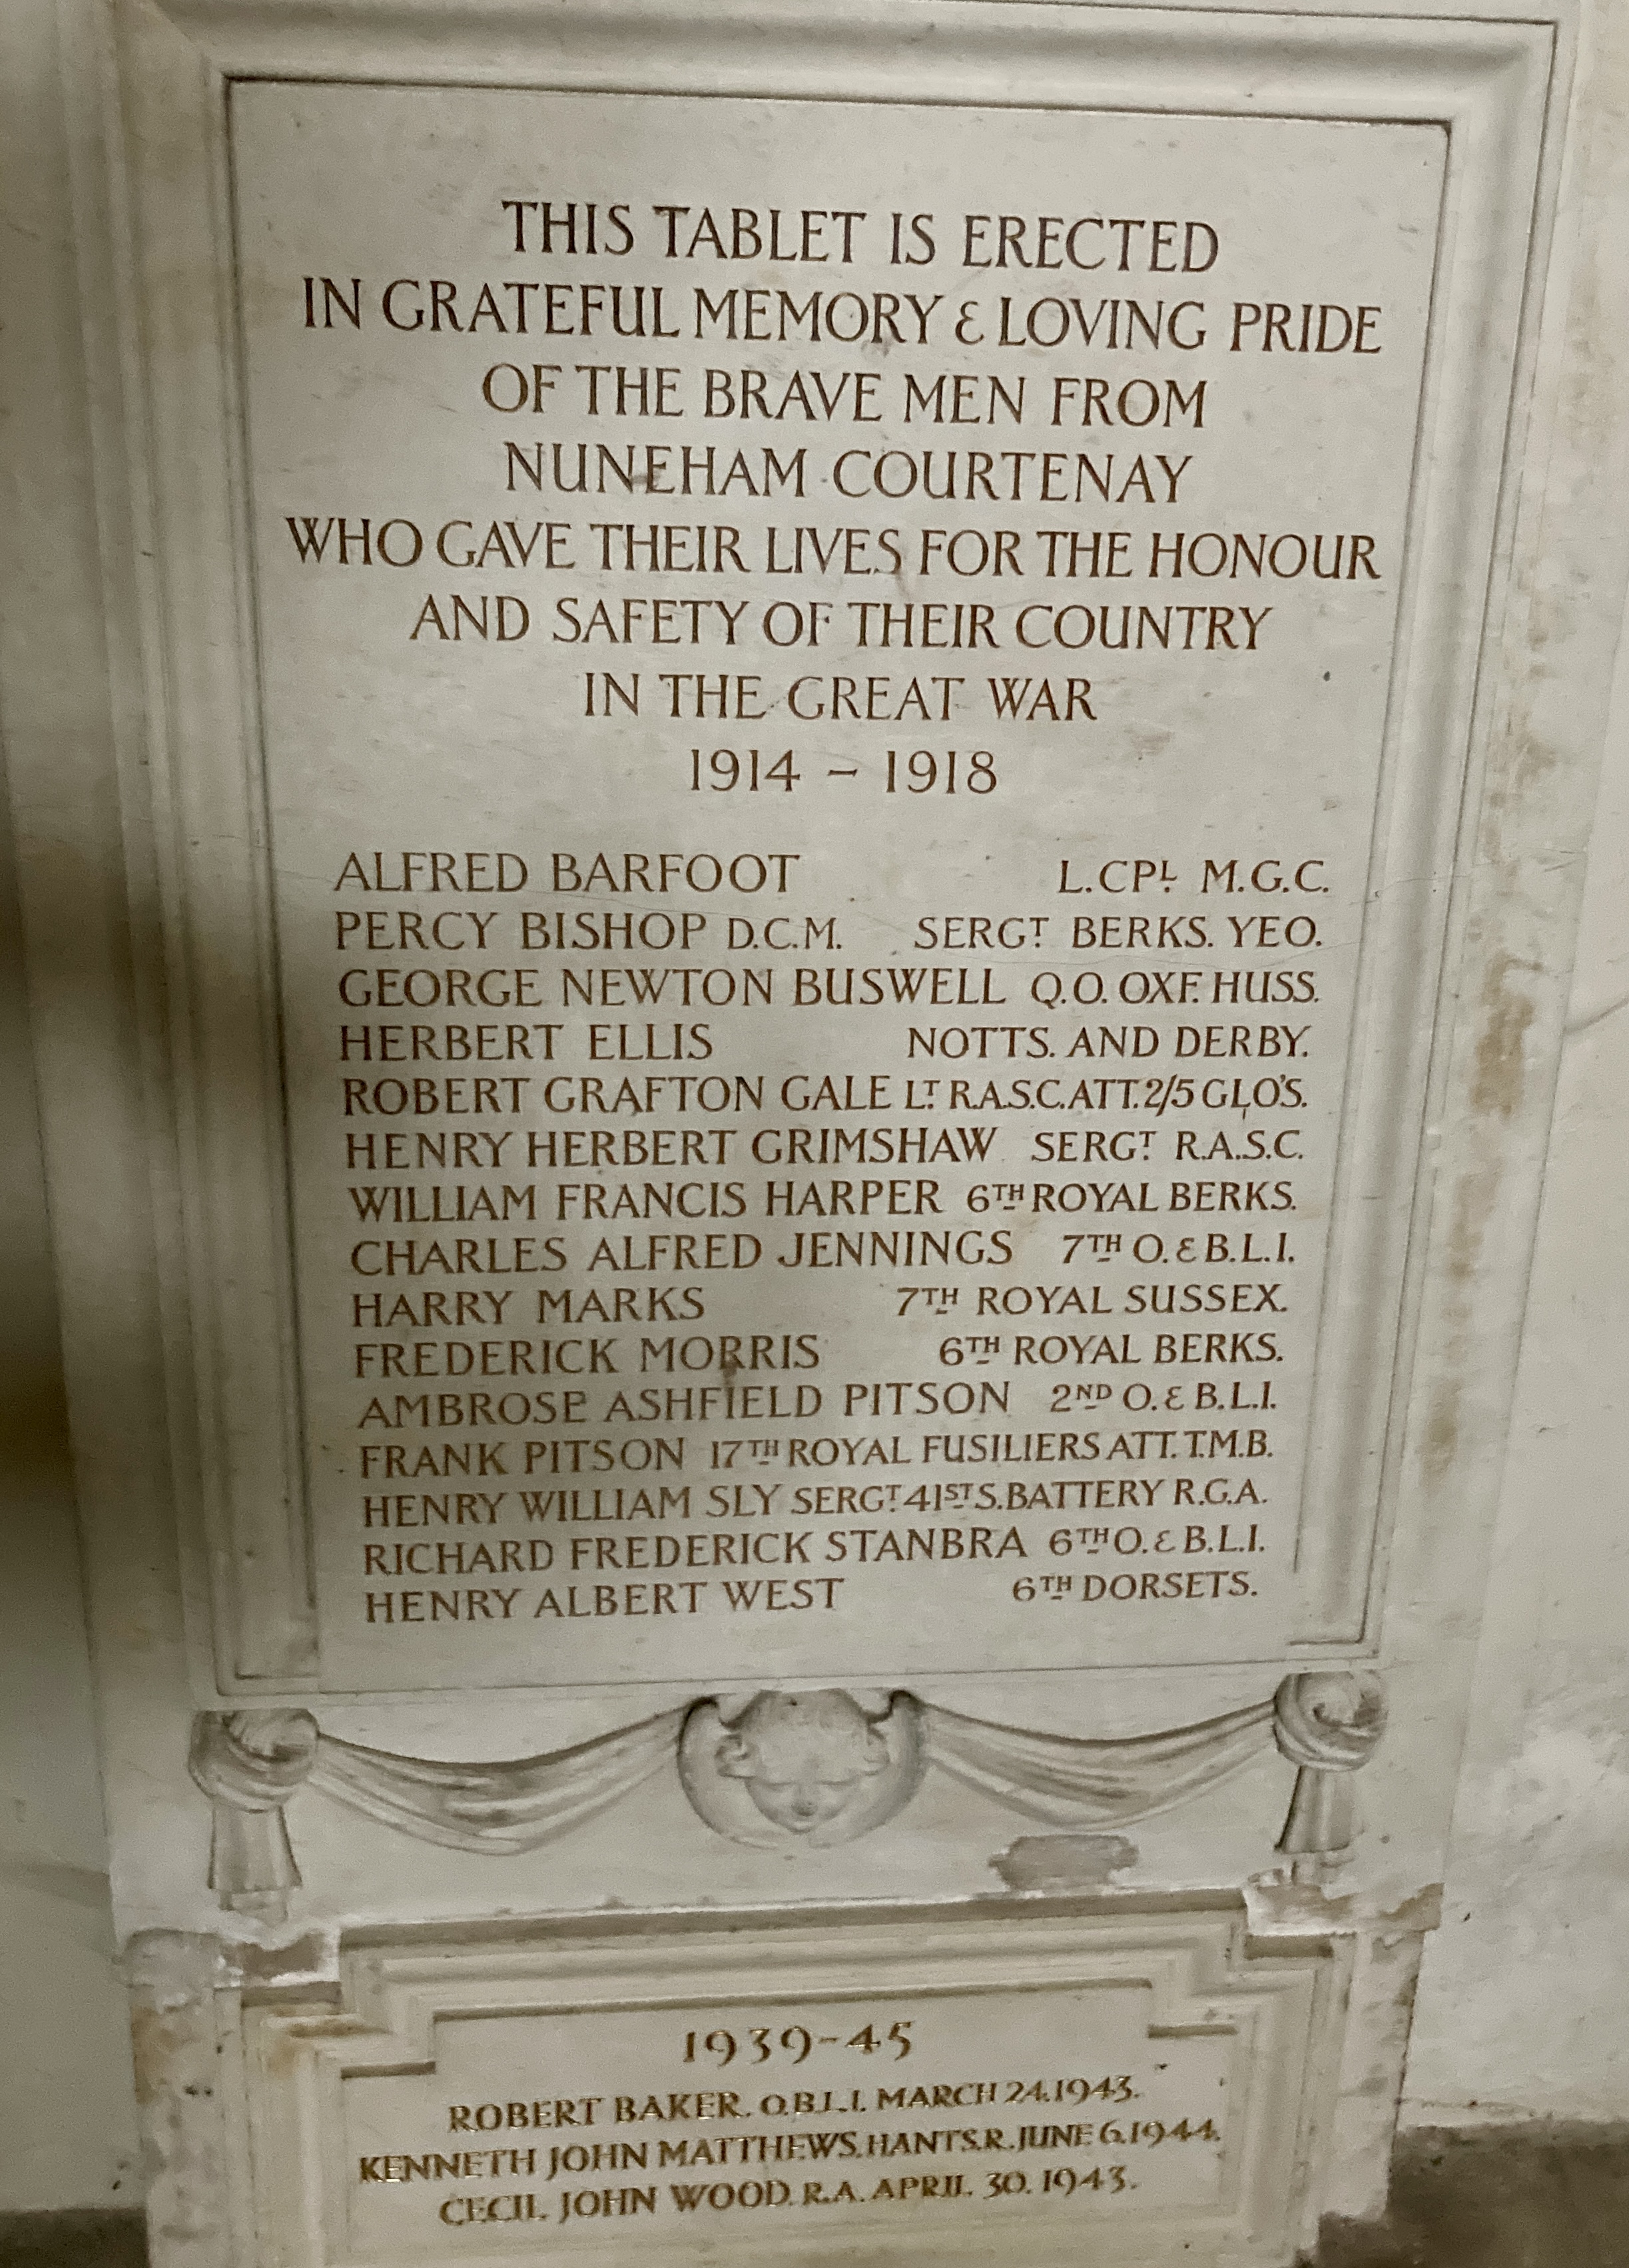 THIS TABLET IS ERECTED
IN GRATEFUL MEMORY & LOVING PRIDE
OF THE BRAVE MEN FROM
NUNEHAM COURTENAY
WHO GAVE THEIR LIVES FOR THE HONOUR
AND SAFETY OF THEIR COUNTRY
IN THE GREAT WAR
1914 – 1918
ALFRED BARFOOT L.CPL. M.G.C.
PERCY BISHOP D.C.M. SERGT BERKS. YEO.
GEORGE NEWTON BUSWELL Q.O. OXF. HUSS.
HERBERT ELLIS NOTTS. AND DERBY.
ROBERT GRAFTON GALE LT. R.A.S.C. ATT. 2/5 GLO'S.
HENRY HERBERT GRIMSHAW SERGT. R.A.S.C.
WILLIAM FRANCIS HARPER 6TH ROYAL BERKS.
CHARLES ALFRED JENNINGS 7TH O. & B.L.I.
HARRY MARKS 7TH ROYAL SUSSEX.
FREDERICK MORRIS 6TH ROYAL BERKS.
AMBROSE ASHFIELD PITSON 2ND O. & B.L.I.
FRANK PITSON 17TH ROYAL FUSILIERS ATT. T.M.B.
HENRY WILLIAM SLY SERGT. 41ST S. BATTERY R.G.A.
RICHARD FREDERICK STANBRA 6TH O. & B.L.I.
HENRY ALBERT WEST 6TH DORSETS.
1939-45
ROBERT BAKER. O.B.L.I. MARCH 24.1943.
KENNETH JOHN MATTHEWS. HANTS.R. JUNE 6.1944.
CECIL JOHN WOOD. R.A. APRIL 30. 1943.